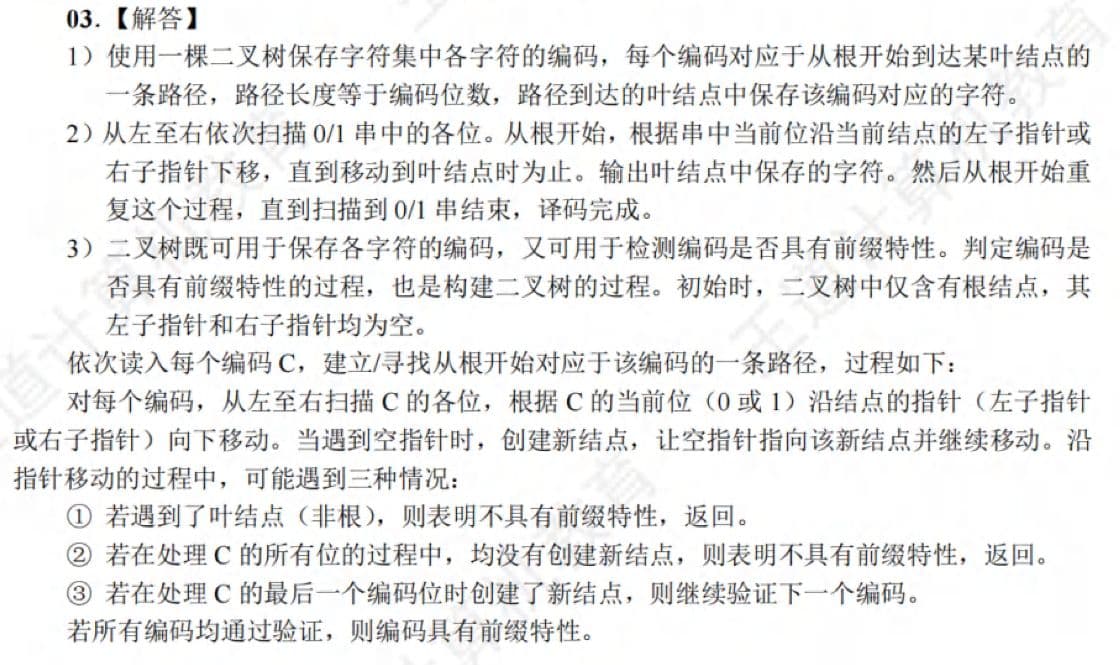 03.【解答】
1）使用一棵二叉树保存字符集中各字符的编码，每个编码对应于从根开始到达某叶结点的
一条路径，路径长度等于编码位数，路径到达的叶结点中保存该编码对应的字符。
2）从左至右依次扫描 0/1 串中的各位。从根开始，根据串中当前位沿当前结点的左子指针或
右子指针下移，直到移动到叶结点时为止。输出叶结点中保存的字符。然后从根开始重
复这个过程，直到扫描到 0/1 串结束，译码完成。
3）二叉树既可用于保存各字符的编码，又可用于检测编码是否具有前缀特性。判定编码是
否具有前缀特性的过程，也是构建二叉树的过程。初始时，二叉树中仅含有根结点，其
左子指针和右子指针均为空。
依次读入每个编码 C，建立/寻找从根开始对应于该编码的一条路径，过程如下：
对每个编码，从左至右扫描 C 的各位，根据 C 的当前位（0 或 1）沿结点的指针（左子指针
或右子指针）向下移动。当遇到空指针时，创建新结点，让空指针指向该新结点并继续移动。沿
指针移动的过程中，可能遇到三种情况：
① 若遇到了叶结点（非根），则表明不具有前缀特性，返回。
② 若在处理 C 的所有位的过程中，均没有创建新结点，则表明不具有前缀特性，返回。
③ 若在处理 C 的最后一个编码位时创建了新结点，则继续验证下一个编码。
若所有编码均通过验证，则编码具有前缀特性。